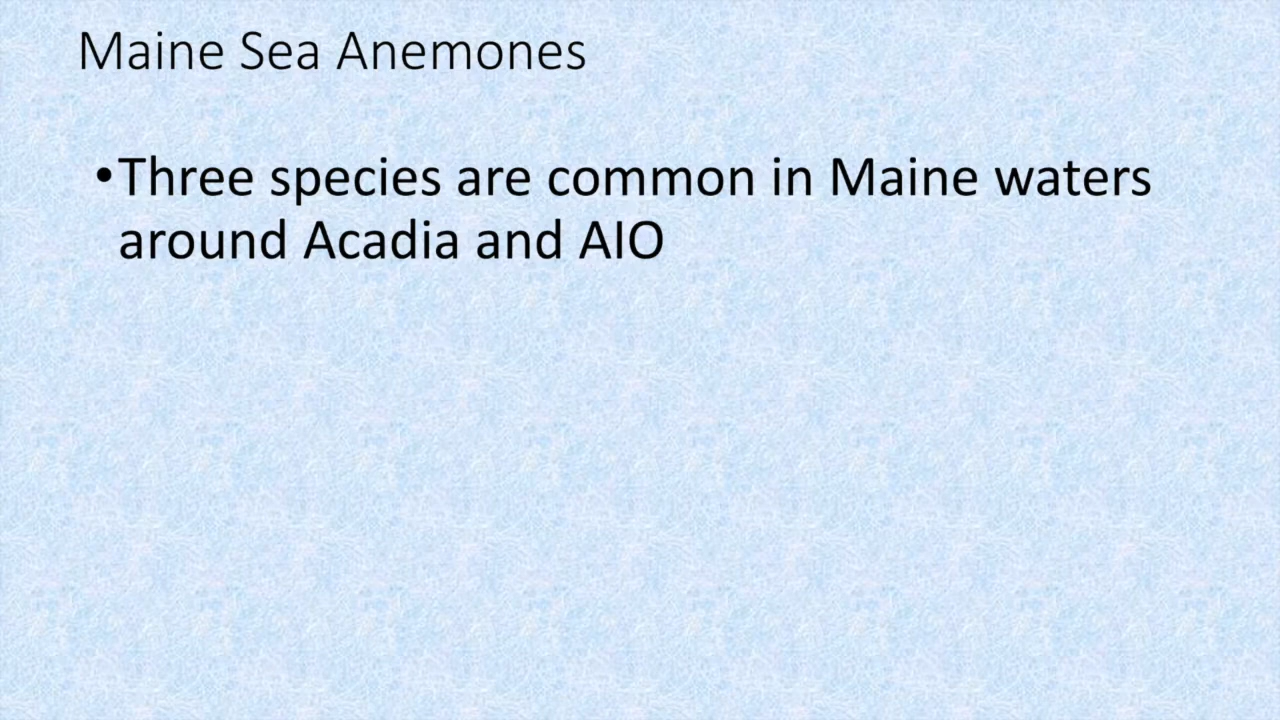 Maine Sea Anemones
•Three species are common in Maine waters
around Acadia and AIO